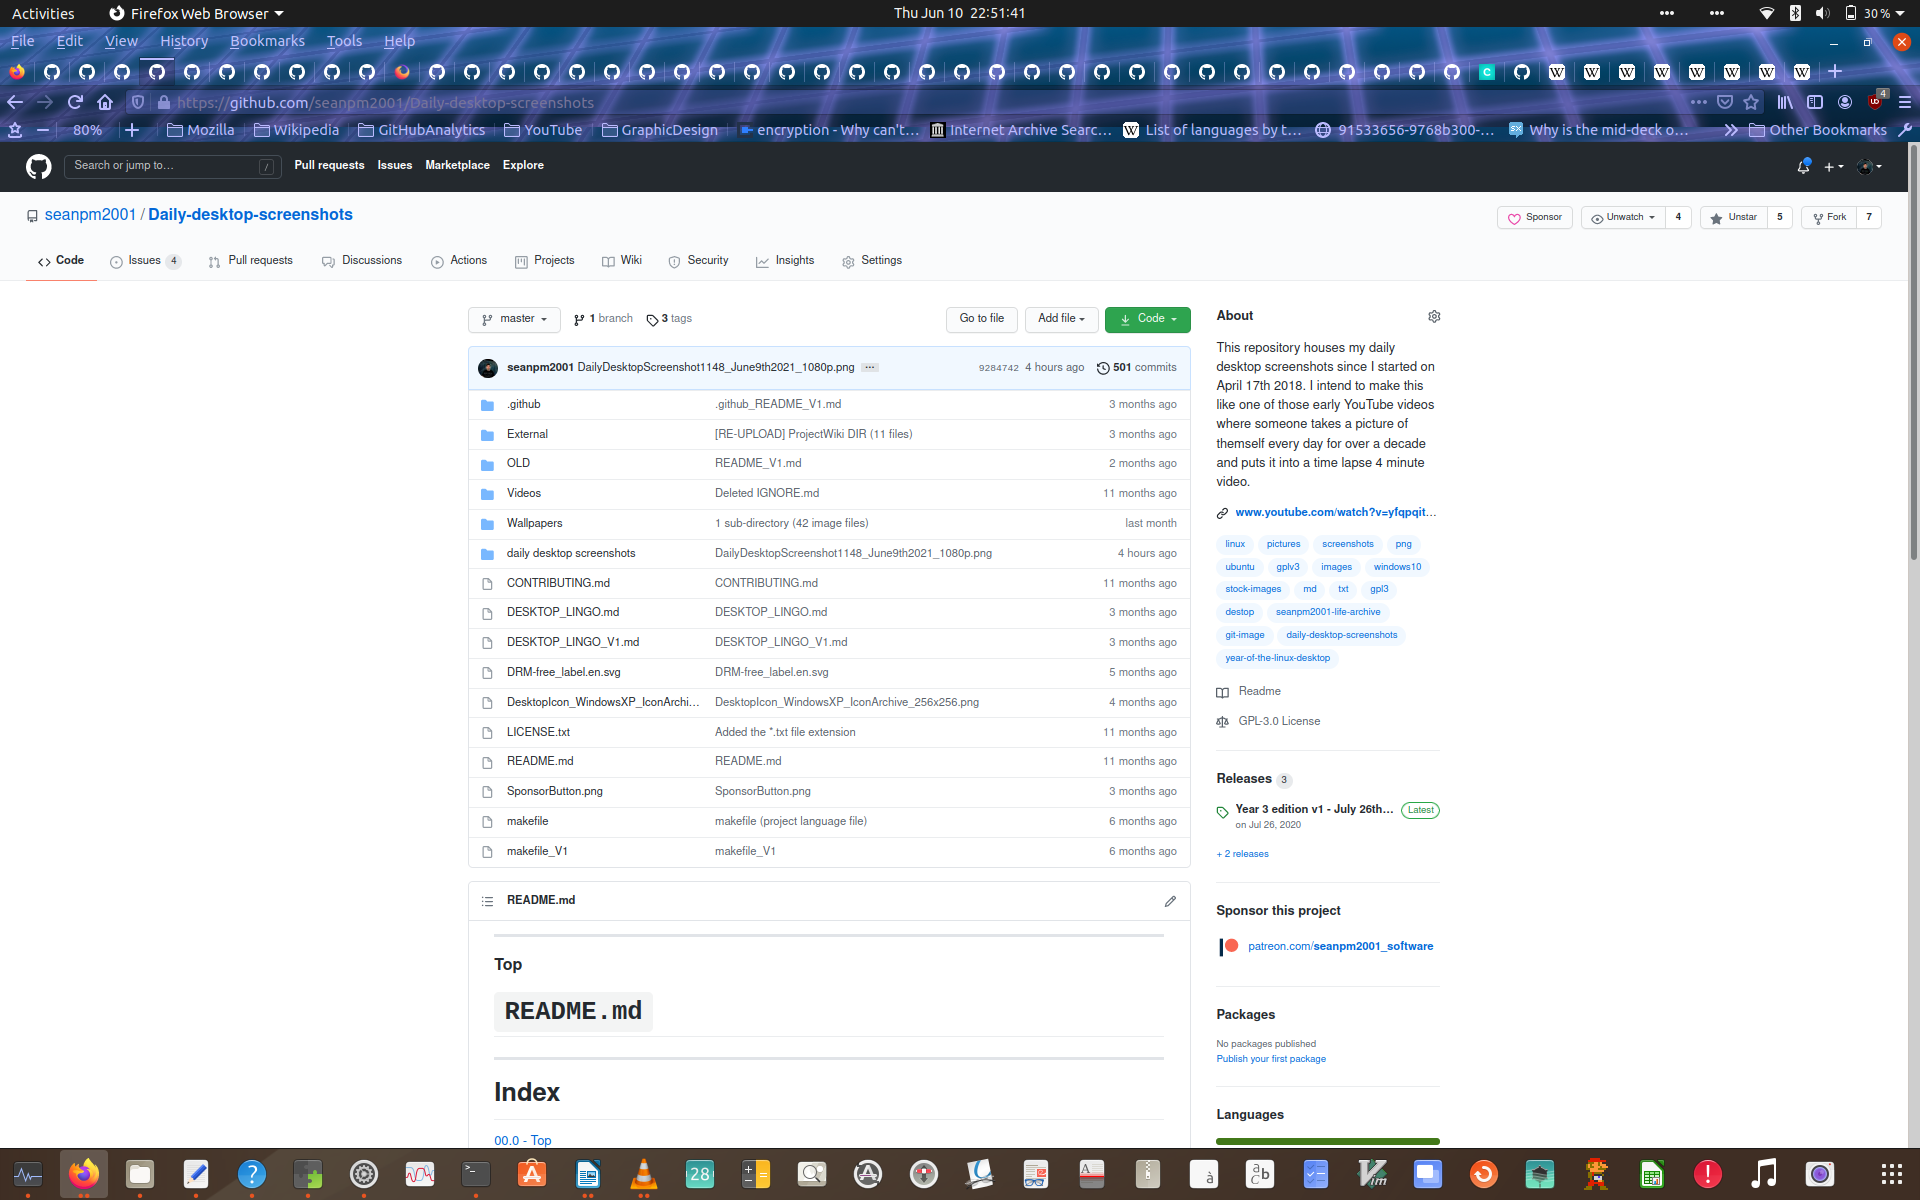 Activities Firefox Web Browser Thu Jun 10 22:51:41 30 %
File Edit View History Bookmarks Tools Help
https://github.com/seanpm2001/Daily-desktop-screenshots 4
80% Mozilla Wikipedia GitHubAnalytics YouTube GraphicDesign encryption - Why can't… Internet Archive Searc… List of languages by t… 91533656-9768b300-… Why is the mid-deck o… Other Bookmarks
Search or jump to… / Pull requests Issues Marketplace Explore
seanpm2001 / Daily-desktop-screenshots Sponsor Unwatch 4 Unstar 5 Fork 7
Code Issues 4 Pull requests Discussions Actions Projects Wiki Security Insights Settings
master 1 branch 3 tags Go to file Add file Code
seanpm2001 DailyDesktopScreenshot1148_June9th2021_1080p.png ... 9284742 4 hours ago 501 commits
.github .github_README_V1.md 3 months ago
External [RE-UPLOAD] ProjectWiki DIR (11 files) 3 months ago
OLD README_V1.md 2 months ago
Videos Deleted IGNORE.md 11 months ago
Wallpapers 1 sub-directory (42 image files) last month
daily desktop screenshots DailyDesktopScreenshot1148_June9th2021_1080p.png 4 hours ago
CONTRIBUTING.md CONTRIBUTING.md 11 months ago
DESKTOP_LINGO.md DESKTOP_LINGO.md 3 months ago
DESKTOP_LINGO_V1.md DESKTOP_LINGO_V1.md 3 months ago
DRM-free_label.en.svg DRM-free_label.en.svg 5 months ago
DesktopIcon_WindowsXP_IconArchi… DesktopIcon_WindowsXP_IconArchive_256x256.png 4 months ago
LICENSE.txt Added the *.txt file extension 11 months ago
README.md README.md 11 months ago
SponsorButton.png SponsorButton.png 3 months ago
makefile makefile (project language file) 6 months ago
makefile_V1 makefile_V1 6 months ago
README.md
Top
README.md
Index
00.0 - Top
About
This repository houses my daily
desktop screenshots since I started on
April 17th 2018. I intend to make this
like one of those early YouTube videos
where someone takes a picture of
themself every day for over a decade
and puts it into a time lapse 4 minute
video.
www.youtube.com/watch?v=yfqpqit…
linux pictures screenshots png
ubuntu gplv3 images windows10
stock-images md txt gpl3
destop seanpm2001-life-archive
git-image daily-desktop-screenshots
year-of-the-linux-desktop
Readme
GPL-3.0 License
Releases 3
Year 3 edition v1 - July 26th… Latest
on Jul 26, 2020
+ 2 releases
Sponsor this project
patreon.com/seanpm2001_software
Packages
No packages published
Publish your first package
Languages
28